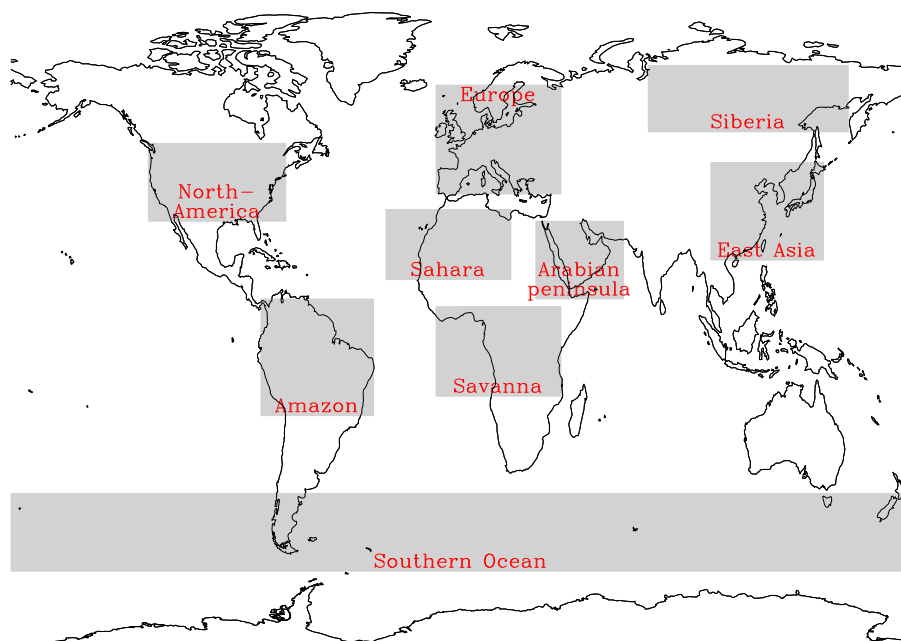 Europe
Siberia
North-
America
East Asia
Sahara
Arabian
peninsula
Savanna
Amazon
Southern Ocean